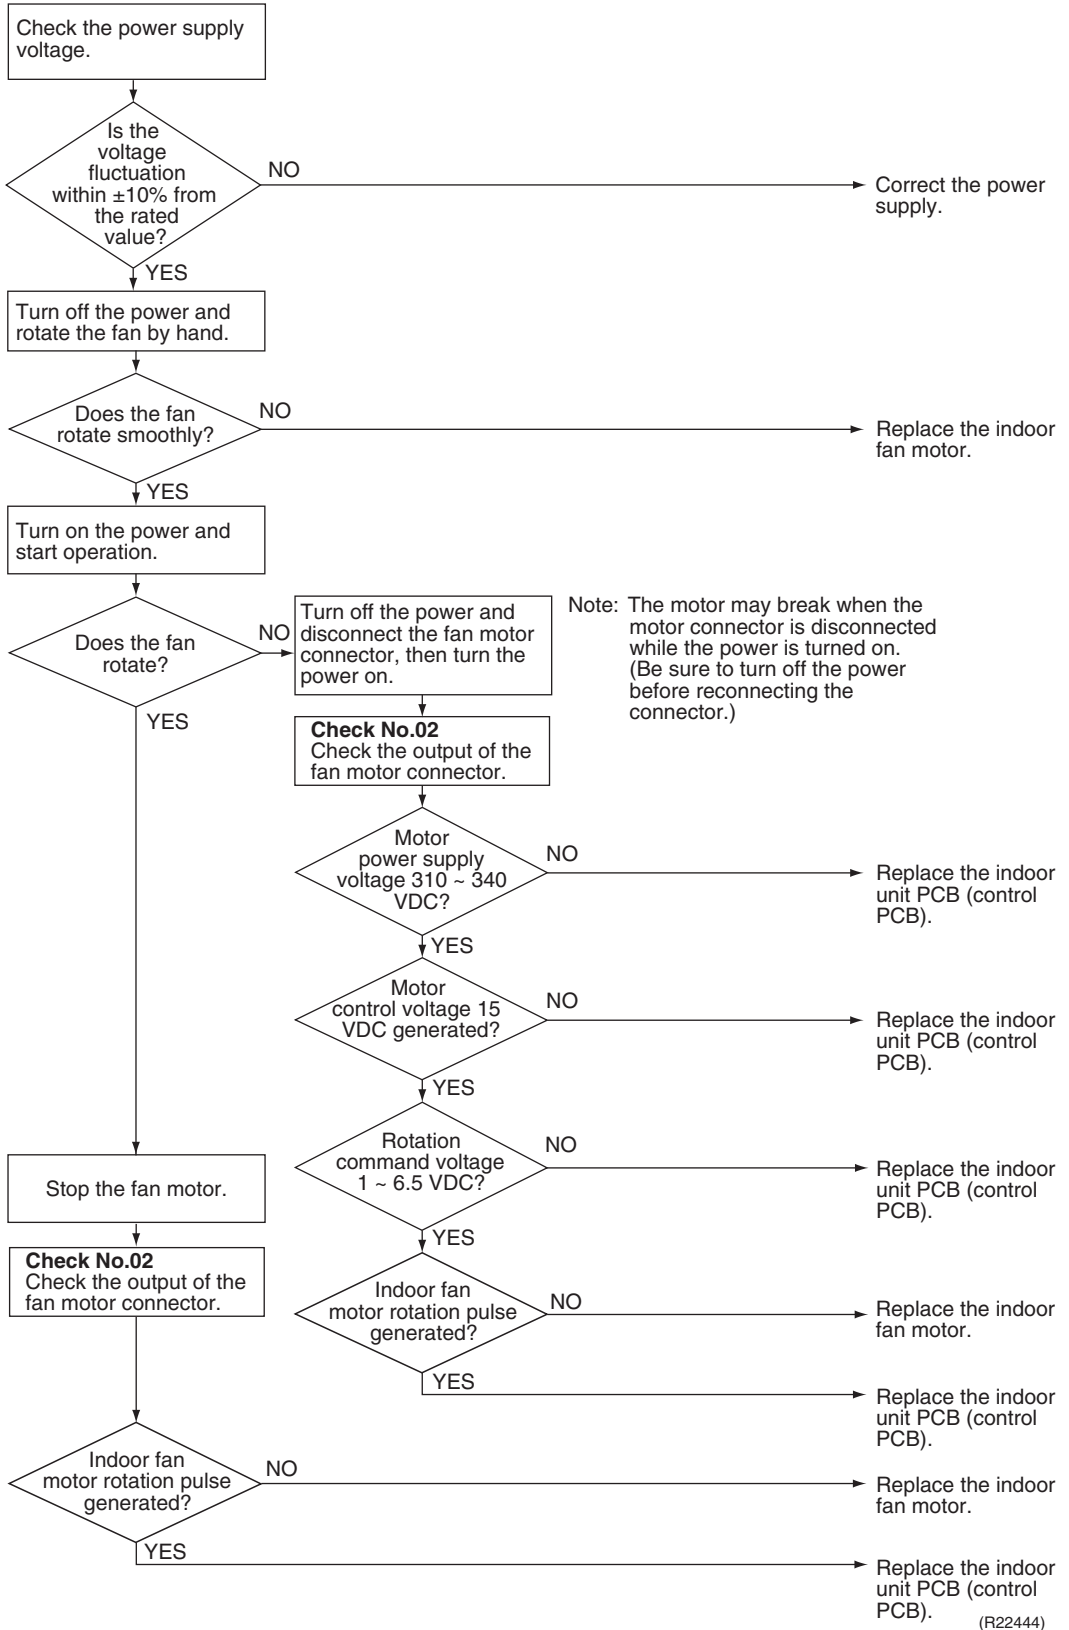 Check the power supply
voltage.
Is the
voltage
fluctuation
within ±10% from
the rated
value?
NO
Correct the power
supply.
YES
Turn off the power and
rotate the fan by hand.
Does the fan
rotate smoothly?
NO
Replace the indoor
fan motor.
YES
Turn on the power and
start operation.
Does the fan
rotate?
NO
Turn off the power and
disconnect the fan motor
connector, then turn the
power on.
Note: The motor may break when the
motor connector is disconnected
while the power is turned on.
(Be sure to turn off the power
before reconnecting the
connector.)
YES
Check No.02
Check the output of the
fan motor connector.
Motor
power supply
voltage 310 ~ 340
VDC?
NO
Replace the indoor
unit PCB (control
PCB).
YES
Motor
control voltage 15
VDC generated?
NO
Replace the indoor
unit PCB (control
PCB).
YES
Rotation
command voltage
1 ~ 6.5 VDC?
NO
Replace the indoor
unit PCB (control
PCB).
YES
Indoor fan
motor rotation pulse
generated?
NO
Replace the indoor
fan motor.
YES
Replace the indoor
unit PCB (control
PCB).
Stop the fan motor.
Check No.02
Check the output of the
fan motor connector.
Indoor fan
motor rotation pulse
generated?
NO
Replace the indoor
fan motor.
YES
Replace the indoor
unit PCB (control
PCB).
(R22444)